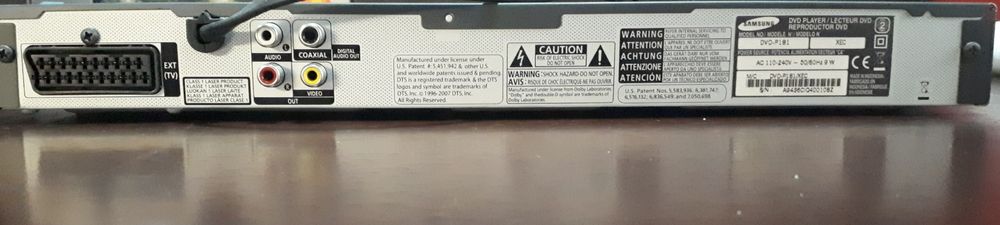 EXT
(TV)
CLASS 1 LASER PRODUCT
KLASSE 1 LASER PRODUKT
LUOKAN 1 LASER LAITE
KLASS 1 LASER APPARAT
PRODUCTO LÁSER CLASE 1
L
R
AUDIO
COAXIAL
DIGITAL
AUDIO OUT
VIDEO
OUT
Manufactured under license under
U.S. Patent #: 5,451,942 & other U.S.
and worldwide patents issued & pending.
DTS is a registered trademark & the DTS
logos and symbol are trademarks of
DTS, Inc. © 1996-2007 DTS, Inc.
All Rights Reserved.
CAUTION
RISK OF ELECTRIC SHOCK
DO NOT OPEN.
WARNING : SHOCK HAZARD DO NOT OPEN.
AVIS : RISQUE DE CHOC ELECTRIQUE-NE PAS OUVRIR.
Manufactured under license from Dolby Laboratories.
"Dolby" and the double-D symbol are trademarks
of Dolby Laboratories.
WARNING
ATTENTION
ACHTUNG
ATTENZIONE
ATENCIÓN
U.S. Patent Nos. 5,583,936; 6,381,747;
6,516,132; 6,836,549; and 7,050,698
SAMSUNG
DVD PLAYER / LECTEUR DVD
REPRODUCTOR DVD
2
MODEL NO / MODELE N / MODELO N
DVD-P181 XEC
AC 110-240V ~ 50/60Hz 9 W
M/C DVD-P181/XEC
S/N
MADE IN INDONESIA